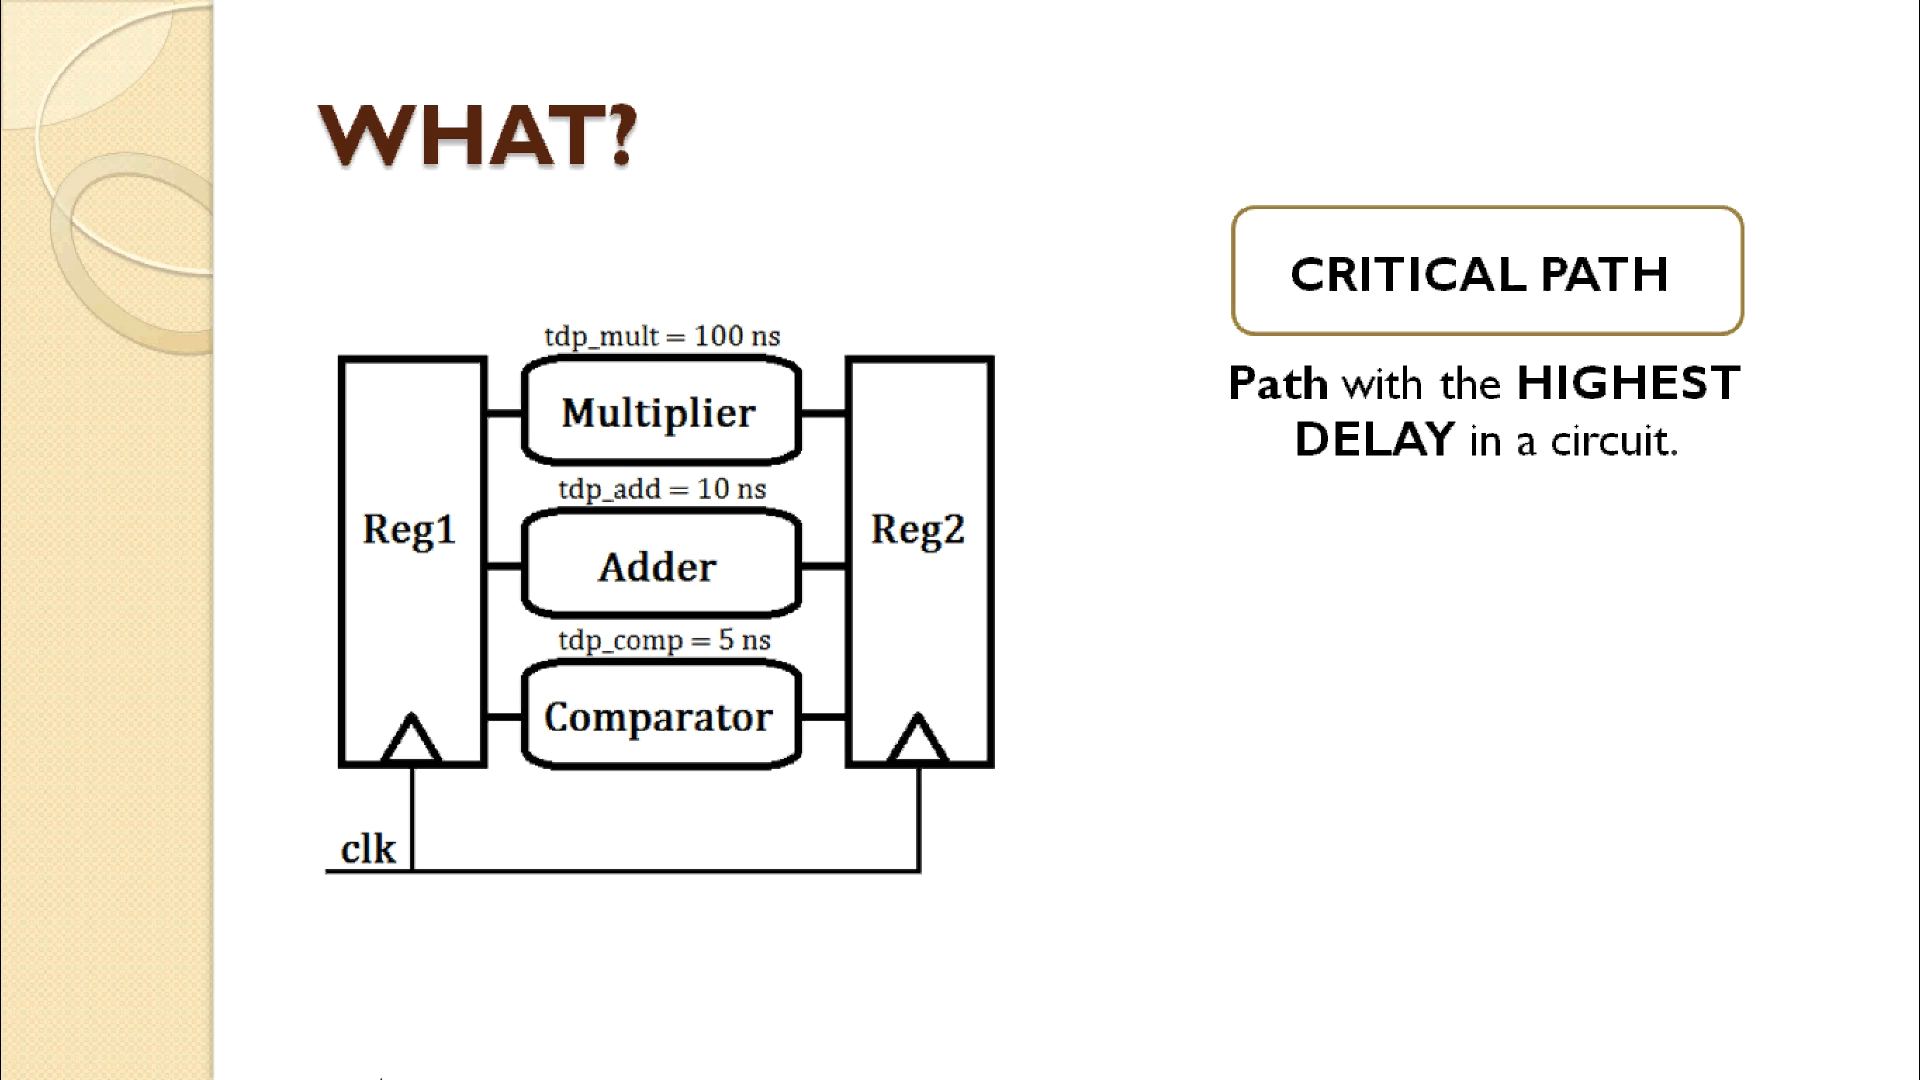 WHAT?
CRITICAL PATH
Path with the HIGHEST
DELAY in a circuit.
tdp_mult = 100 ns
Multiplier
tdp_add = 10 ns
Reg1
Reg2
Adder
tdp_comp = 5 ns
Comparator
clk